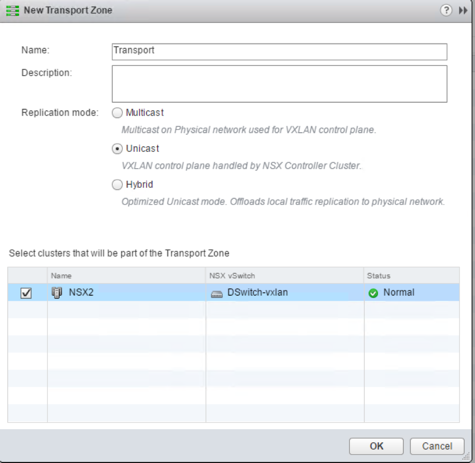 New Transport Zone
Name: Transport
Description:
Replication mode: Multicast
Multicast on Physical network used for VXLAN control plane.
Unicast
VXLAN control plane handled by NSX Controller Cluster.
Hybrid
Optimized Unicast mode. Offloads local traffic replication to physical network.
Select clusters that will be part of the Transport Zone
Name NSX vSwitch Status
NSX2 DSwitch-vxlan Normal
OK Cancel